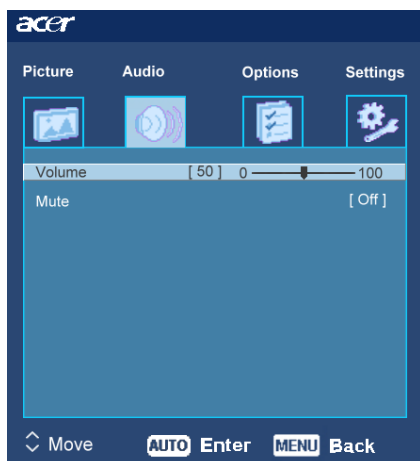 acer
Picture Audio Options Settings
Volume [ 50 ] 0 100
Mute [ Off ]
Move AUTO Enter MENU Back